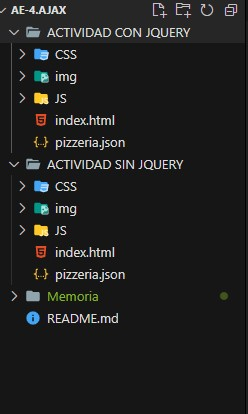 AE-4.AJAX
ACTIVIDAD CON JQUERY
CSS
img
JS
index.html
pizzeria.json
ACTIVIDAD SIN JQUERY
CSS
img
JS
index.html
pizzeria.json
Memoria
README.md